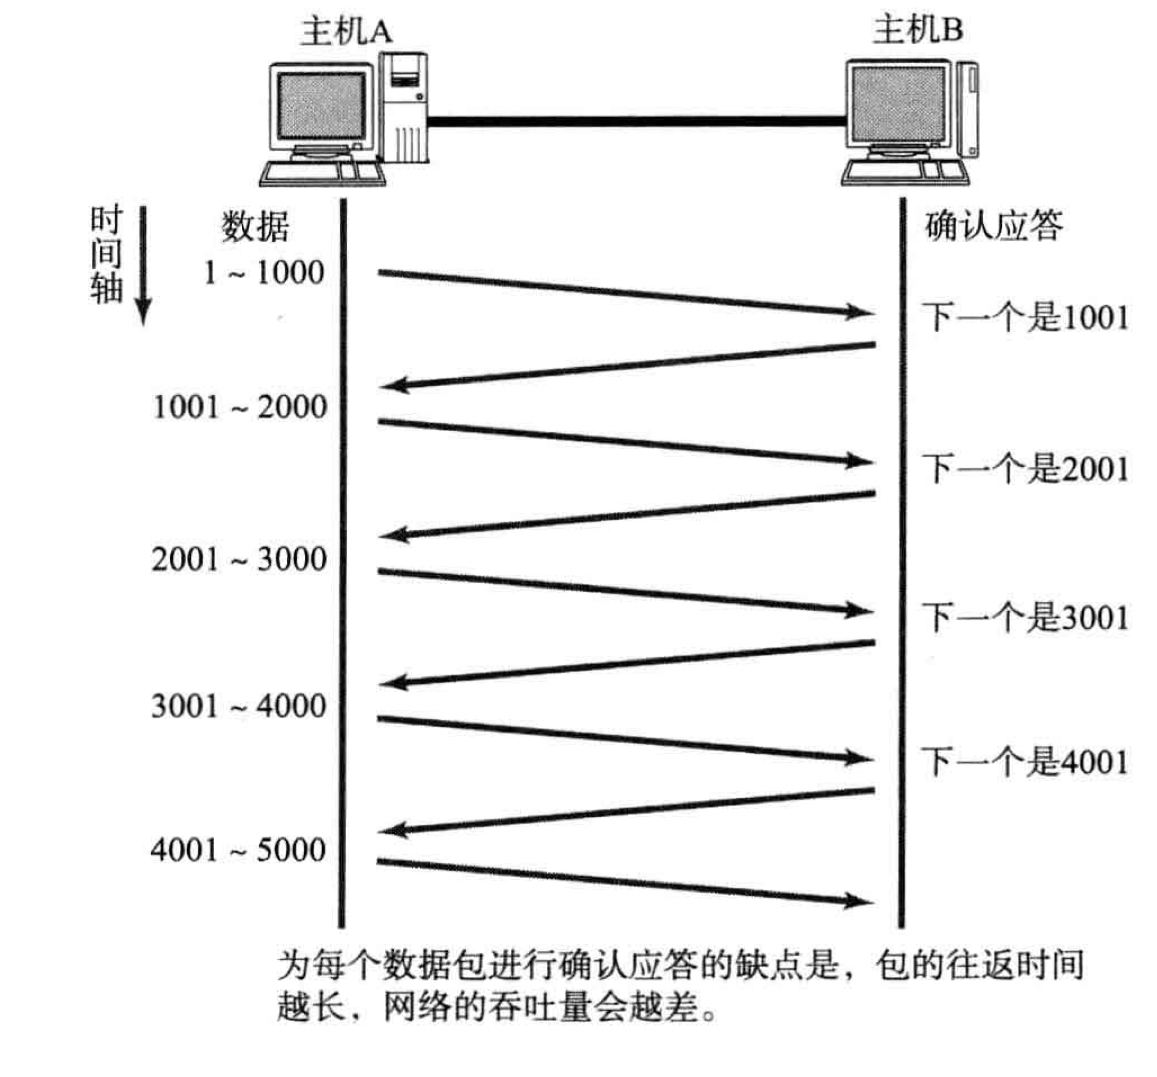 主机A
主机B
时间轴
数据
确认应答
1 ~ 1000
下一个是1001
1001 ~ 2000
下一个是2001
2001 ~ 3000
下一个是3001
3001 ~ 4000
下一个是4001
4001 ~ 5000
为每个数据包进行确认应答的缺点是，包的往返时间
越长，网络的吞吐量会越差。